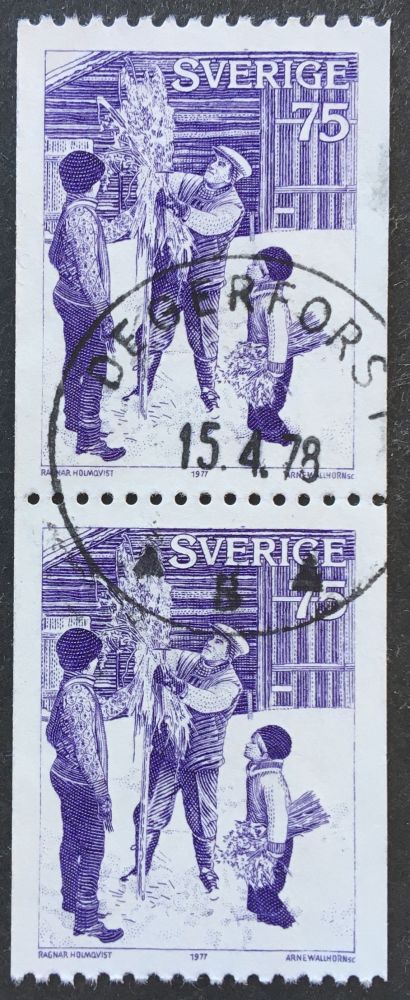 SVERIGE
75
DEGERFORS 1
15.4.78
RAGNAR HOLMQVIST 1977 ARNE WALLHORN SC
A B A
SVERIGE
75
RAGNAR HOLMQVIST 1977 ARNE WALLHORN SC